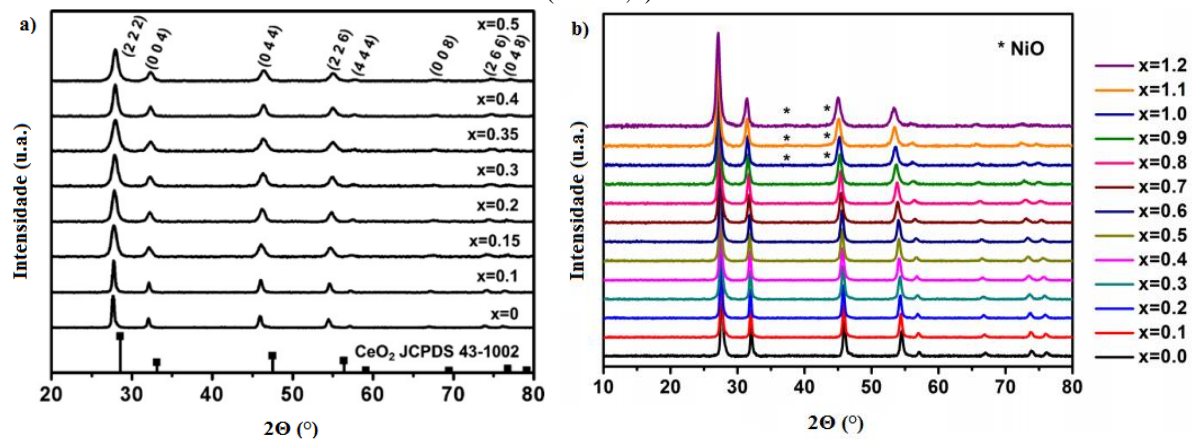 a)
x=0.5
(2 2 2)
(0 0 4)
(0 4 4)
(2 2 6)
(4 4 4)
(0 0 8)
(2 6 6)
(0 4 8)
x=0.4
x=0.35
x=0.3
x=0.2
x=0.15
x=0.1
x=0
CeO₂ JCPDS 43-1002
Intensidade (u.a.)
20 30 40 50 60 70 80
2Θ (°)
b)
* NiO
* *
* *
* *
Intensidade (u.a.)
10 20 30 40 50 60 70 80
2Θ (°)
x=1.2
x=1.1
x=1.0
x=0.9
x=0.8
x=0.7
x=0.6
x=0.5
x=0.4
x=0.3
x=0.2
x=0.1
x=0.0